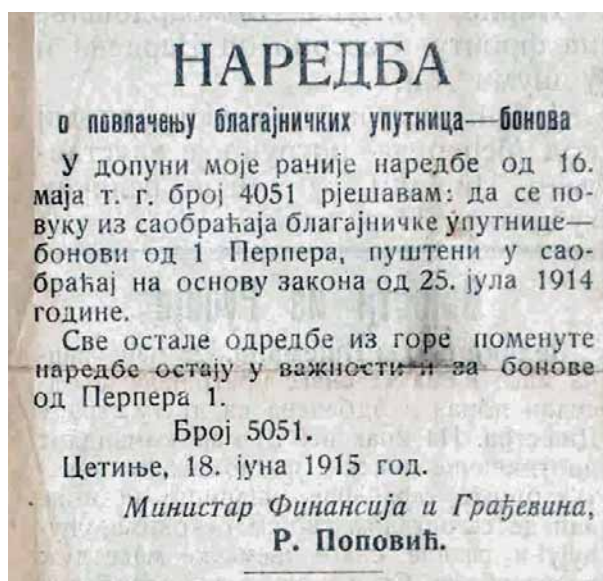 НАРЕДБА
о повлачењу благајничких упутница—бонова
У допуни моје раније наредбе од 16.
маја т. г. број 4051 рјешавам: да се по-
вуку из саобраћаја благајничке упутнице—
бонови од 1 Перпера, пуштени у сао-
браћај на основу закона од 25. јула 1914
године.
Све остале одредбе из горе поменуте
наредбе остају у важности и за бонове
од Перпера 1.
Број 5051.
Цетиње, 18. јуна 1915 год.
Министар Финансија и Грађевина,
Р. Поповић.